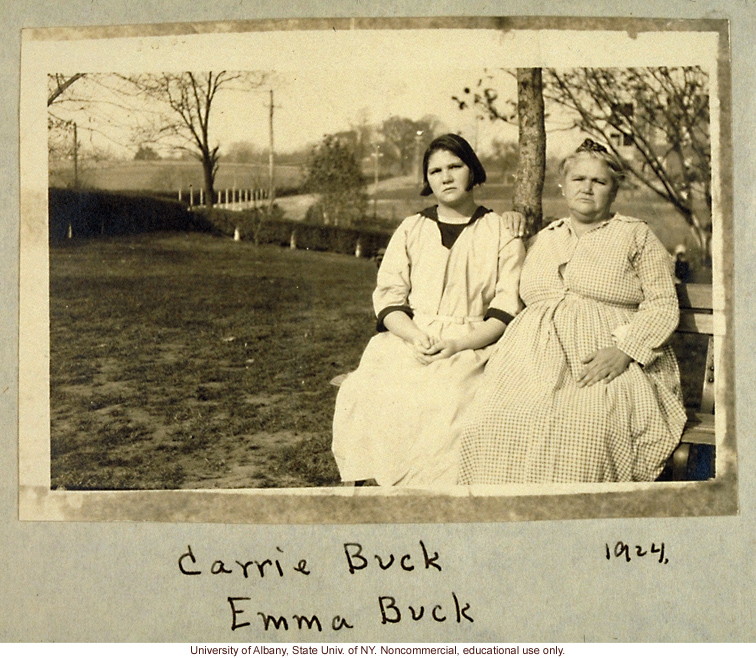 Carrie Buck 1924.
Emma Buck
University of Albany, State Univ. of NY. Noncommercial, educational use only.